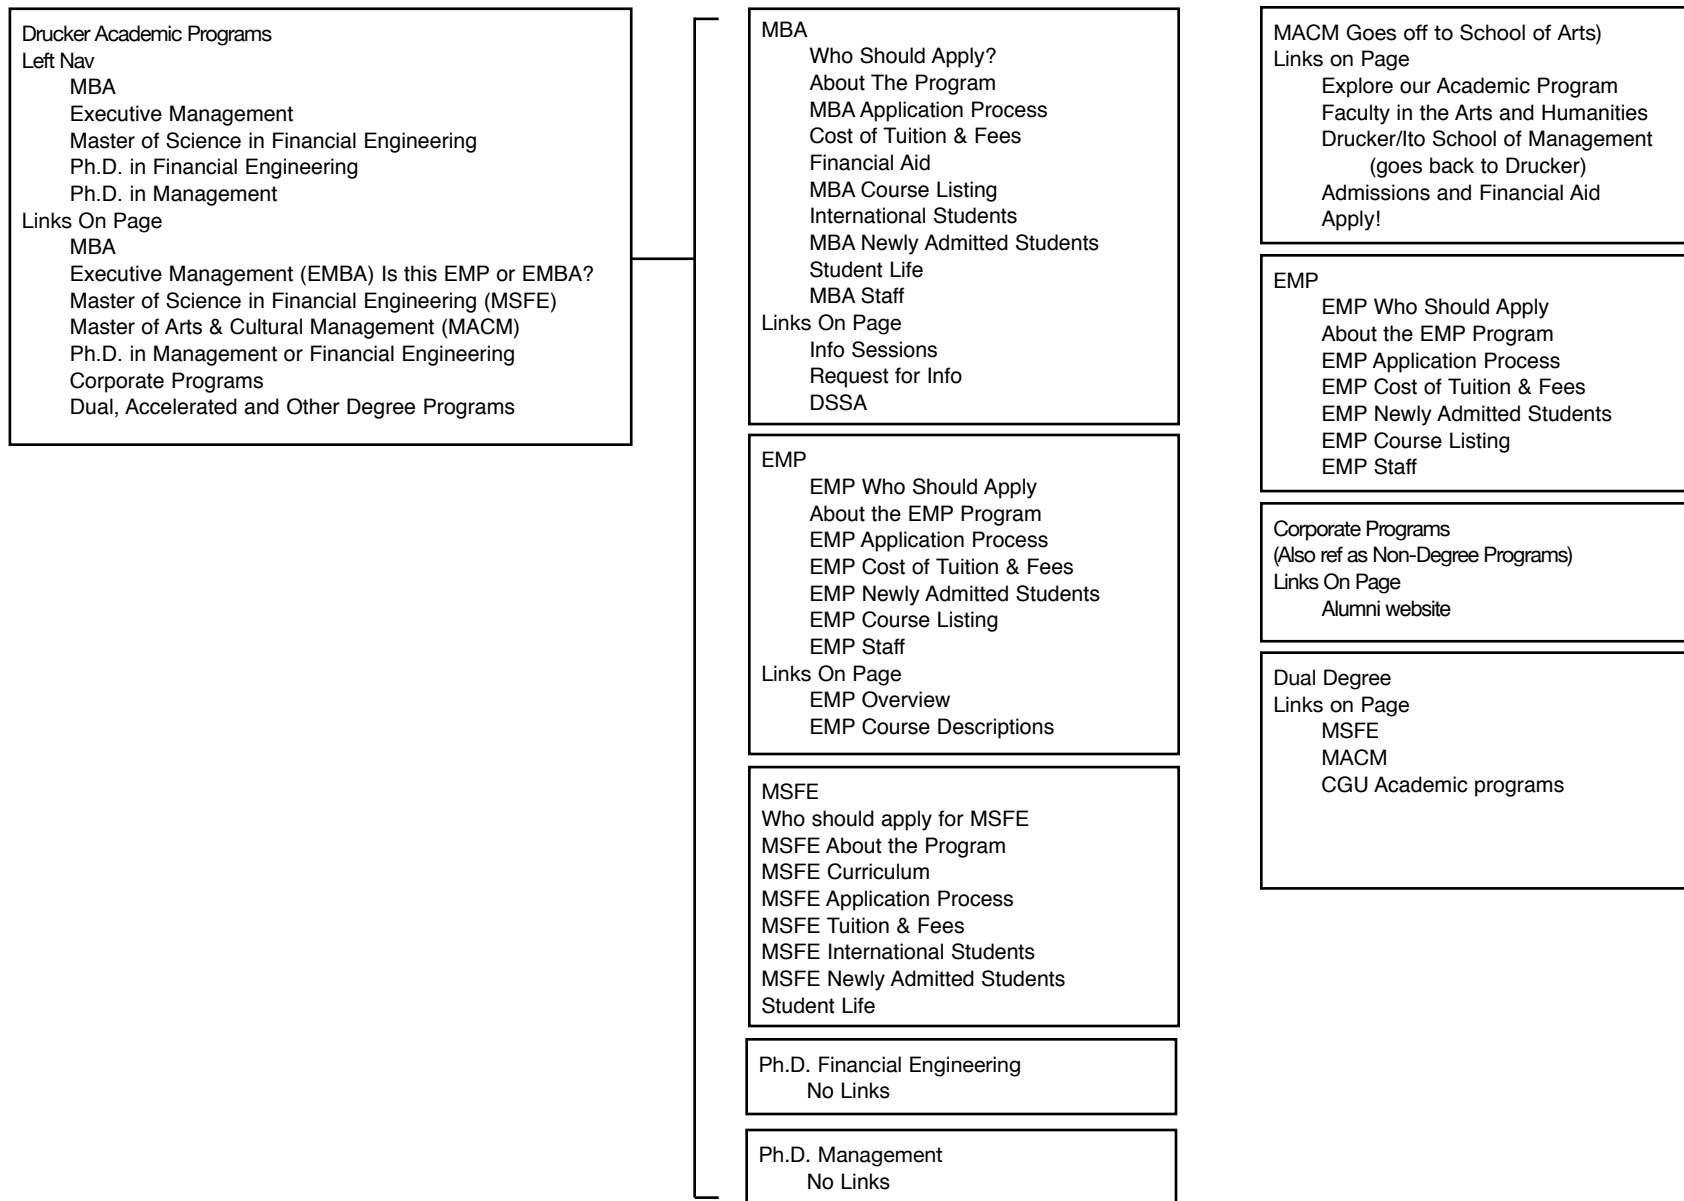 Drucker Academic Programs
Left Nav
MBA
Executive Management
Master of Science in Financial Engineering
Ph.D. in Financial Engineering
Ph.D. in Management
Links On Page
MBA
Executive Management (EMBA) Is this EMP or EMBA?
Master of Science in Financial Engineering (MSFE)
Master of Arts & Cultural Management (MACM)
Ph.D. in Management or Financial Engineering
Corporate Programs
Dual, Accelerated and Other Degree Programs
MBA
Who Should Apply?
About The Program
MBA Application Process
Cost of Tuition & Fees
Financial Aid
MBA Course Listing
International Students
MBA Newly Admitted Students
Student Life
MBA Staff
Links On Page
Info Sessions
Request for Info
DSSA
EMP
EMP Who Should Apply
About the EMP Program
EMP Application Process
EMP Cost of Tuition & Fees
EMP Newly Admitted Students
EMP Course Listing
EMP Staff
Links On Page
EMP Overview
EMP Course Descriptions
MSFE
Who should apply for MSFE
MSFE About the Program
MSFE Curriculum
MSFE Application Process
MSFE Tuition & Fees
MSFE International Students
MSFE Newly Admitted Students
Student Life
Ph.D. Financial Engineering
No Links
Ph.D. Management
No Links
MACM Goes off to School of Arts)
Links on Page
Explore our Academic Program
Faculty in the Arts and Humanities
Drucker/Ito School of Management
(goes back to Drucker)
Admissions and Financial Aid
Apply!
EMP
EMP Who Should Apply
About the EMP Program
EMP Application Process
EMP Cost of Tuition & Fees
EMP Newly Admitted Students
EMP Course Listing
EMP Staff
Corporate Programs
(Also ref as Non-Degree Programs)
Links On Page
Alumni website
Dual Degree
Links on Page
MSFE
MACM
CGU Academic programs